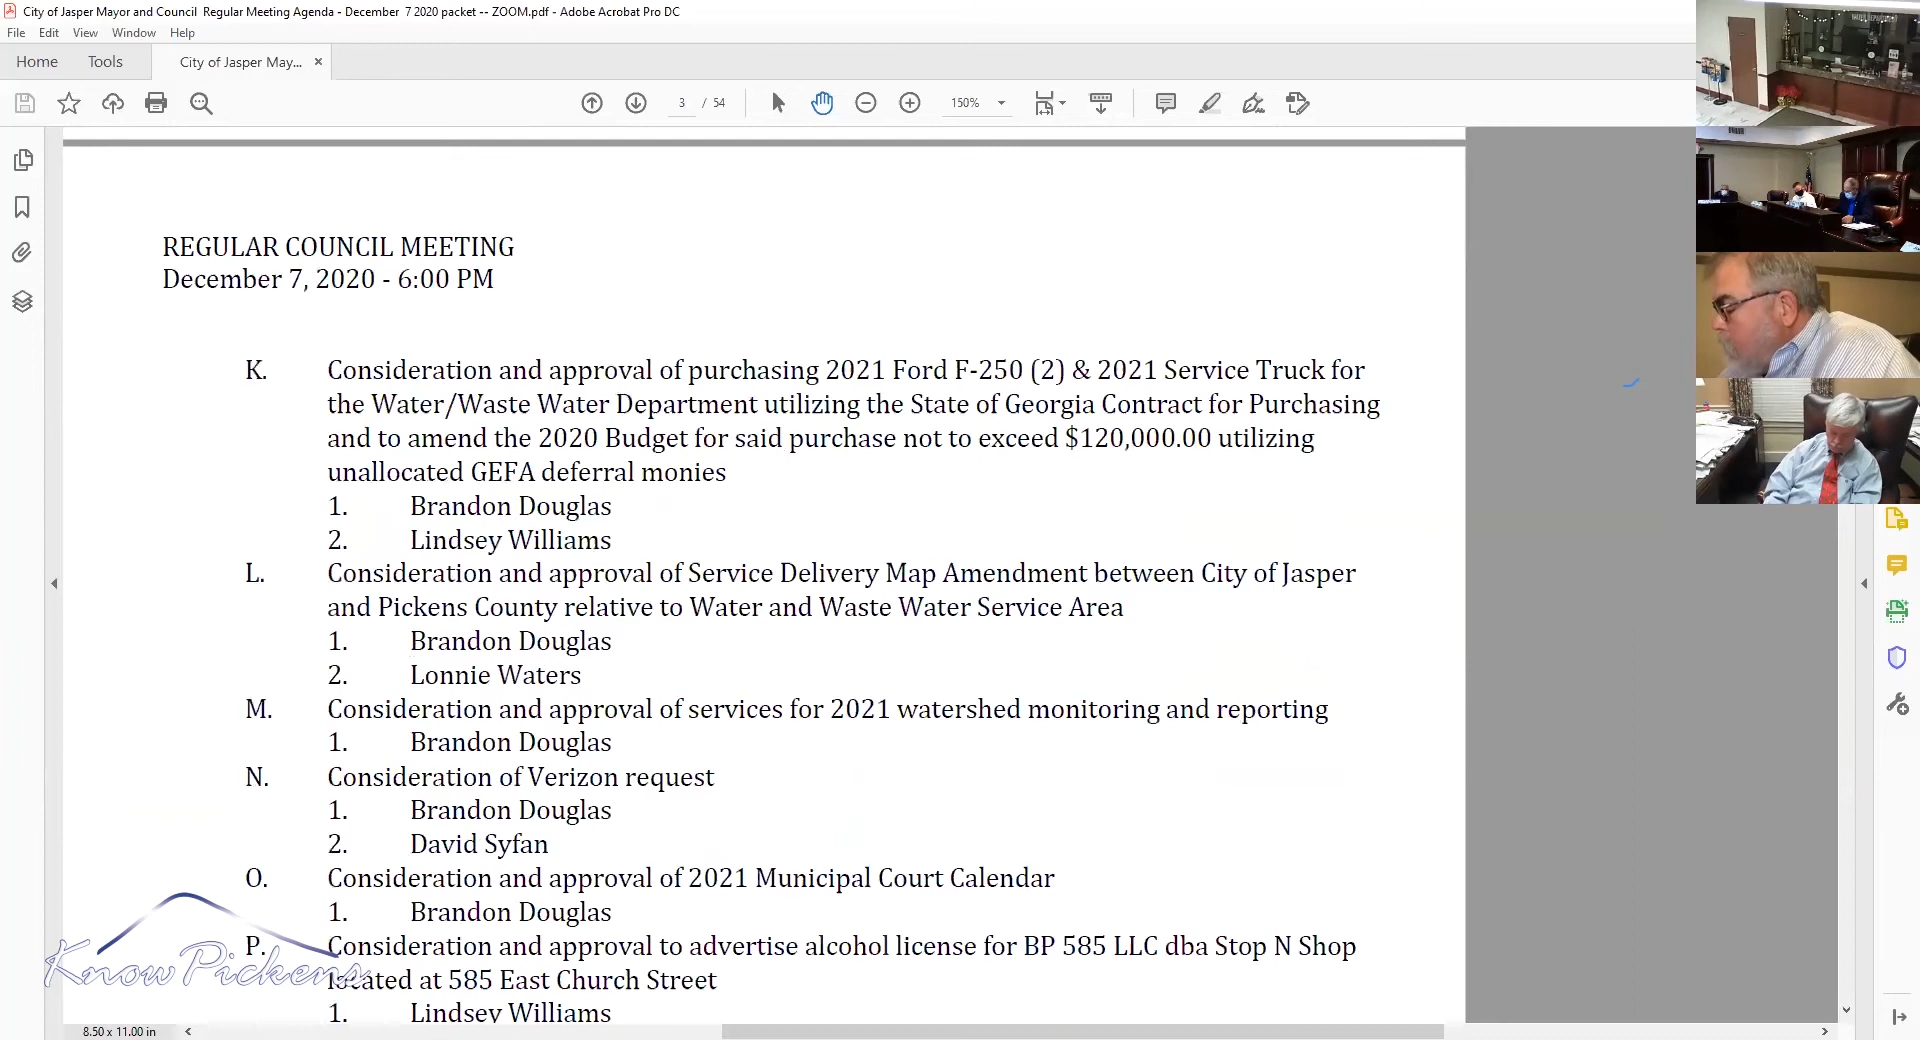 City of Jasper Mayor and Council  Regular Meeting Agenda - December  7 2020 packet -- ZOOM.pdf - Adobe Acrobat Pro DC
File Edit View Window Help
Home Tools City of Jasper May... ×
3 / 54 150%
REGULAR COUNCIL MEETING
December 7, 2020 - 6:00 PM
K. Consideration and approval of purchasing 2021 Ford F-250 (2) & 2021 Service Truck for
the Water/Waste Water Department utilizing the State of Georgia Contract for Purchasing
and to amend the 2020 Budget for said purchase not to exceed $120,000.00 utilizing
unallocated GEFA deferral monies
1. Brandon Douglas
2. Lindsey Williams
L. Consideration and approval of Service Delivery Map Amendment between City of Jasper
and Pickens County relative to Water and Waste Water Service Area
1. Brandon Douglas
2. Lonnie Waters
M. Consideration and approval of services for 2021 watershed monitoring and reporting
1. Brandon Douglas
N. Consideration of Verizon request
1. Brandon Douglas
2. David Syfan
O. Consideration and approval of 2021 Municipal Court Calendar
1. Brandon Douglas
P. Consideration and approval to advertise alcohol license for BP 585 LLC dba Stop N Shop
located at 585 East Church Street
1. Lindsey Williams
KnowPickens
8.50 x 11.00 in